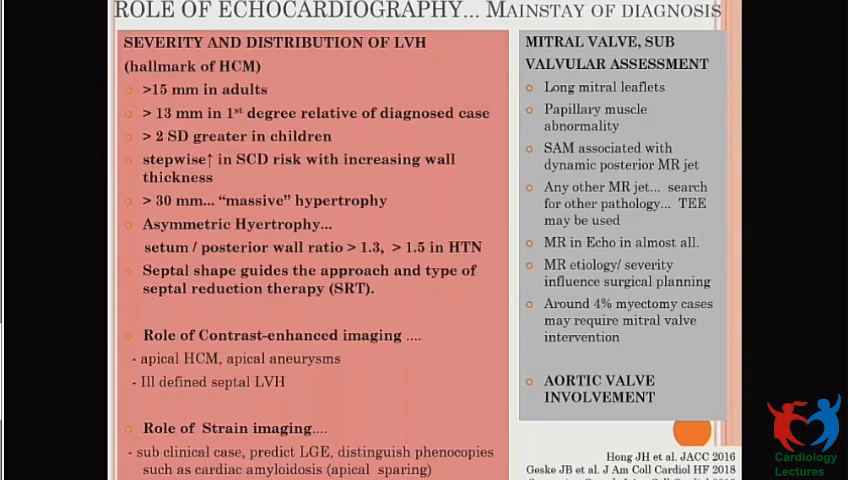 ROLE OF ECHOCARDIOGRAPHY... MAINSTAY OF DIAGNOSIS
SEVERITY AND DISTRIBUTION OF LVH
(hallmark of HCM)
>15 mm in adults
> 13 mm in 1st degree relative of diagnosed case
> 2 SD greater in children
stepwise↑ in SCD risk with increasing wall
thickness
> 30 mm... “massive” hypertrophy
Asymmetric Hyertrophy...
setum / posterior wall ratio > 1.3, > 1.5 in HTN
Septal shape guides the approach and type of
septal reduction therapy (SRT).
Role of Contrast-enhanced imaging ....
- apical HCM, apical aneurysms
- Ill defined septal LVH
Role of Strain imaging....
- sub clinical case, predict LGE, distinguish phenocopies
such as cardiac amyloidosis (apical sparing)
MITRAL VALVE, SUB
VALVULAR ASSESSMENT
Long mitral leaflets
Papillary muscle
abnormality
SAM associated with
dynamic posterior MR jet
Any other MR jet... search
for other pathology... TEE
may be used
MR in Echo in almost all.
MR etiology/ severity
influence surgical planning
Around 4% myectomy cases
may require mitral valve
intervention
AORTIC VALVE
INVOLVEMENT
Hong JH et al. JACC 2016
Geske JB et al. J Am Coll Cardiol HF 2018
Cardiology
Lectures